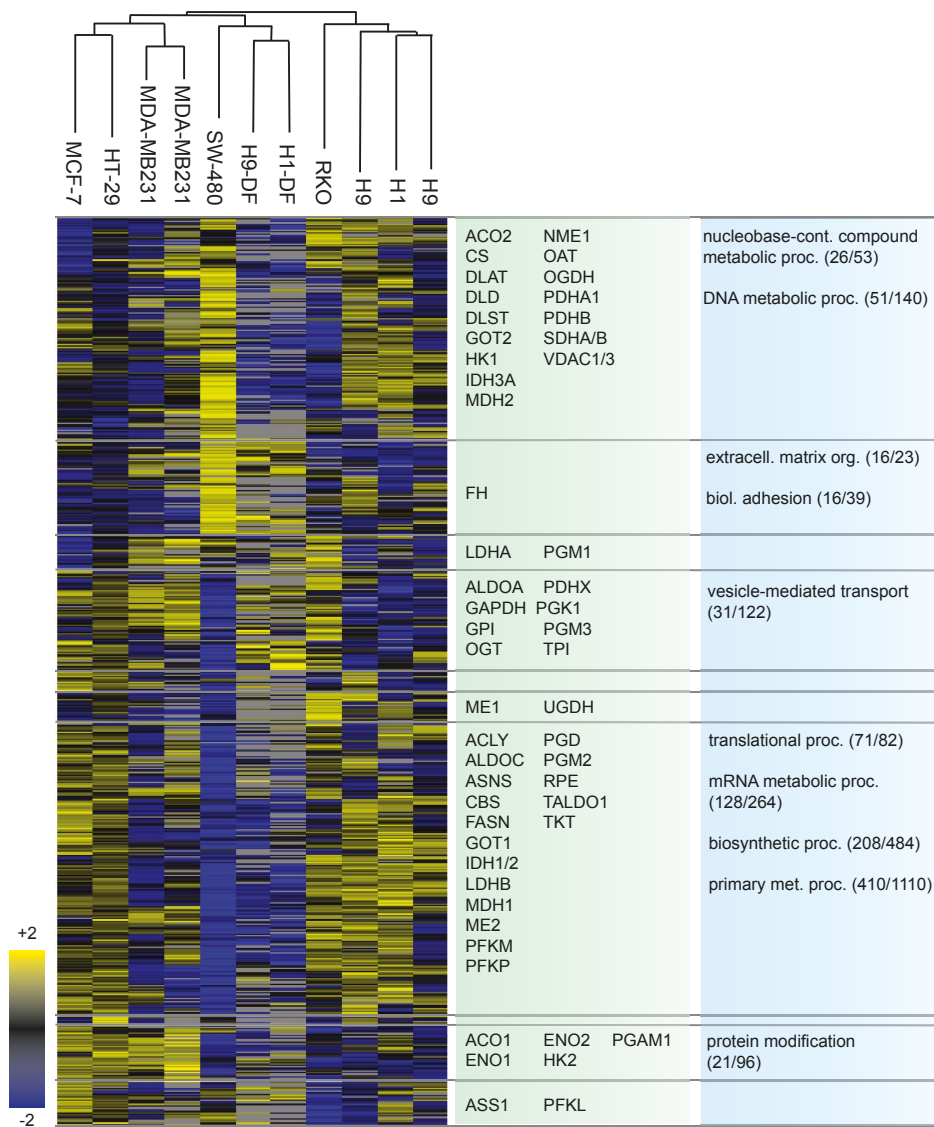 MCF-7
HT-29
MDA-MB231
MDA-MB231
SW-480
H9-DF
H1-DF
RKO
H9
H1
H9
ACO2 NME1
CS OAT
DLAT OGDH
DLD PDHA1
DLST PDHB
GOT2 SDHA/B
HK1 VDAC1/3
IDH3A
MDH2
nucleobase-cont. compound
metabolic proc. (26/53)
DNA metabolic proc. (51/140)
FH
extracell. matrix org. (16/23)
biol. adhesion (16/39)
LDHA PGM1
ALDOA PDHX
GAPDH PGK1
GPI PGM3
OGT TPI
vesicle-mediated transport
(31/122)
ME1 UGDH
ACLY PGD
ALDOC PGM2
ASNS RPE
CBS TALDO1
FASN TKT
GOT1
IDH1/2
LDHB
MDH1
ME2
PFKM
PFKP
translational proc. (71/82)
mRNA metabolic proc.
(128/264)
biosynthetic proc. (208/484)
primary met. proc. (410/1110)
ACO1 ENO2 PGAM1
ENO1 HK2
protein modification
(21/96)
ASS1 PFKL
+2
-2